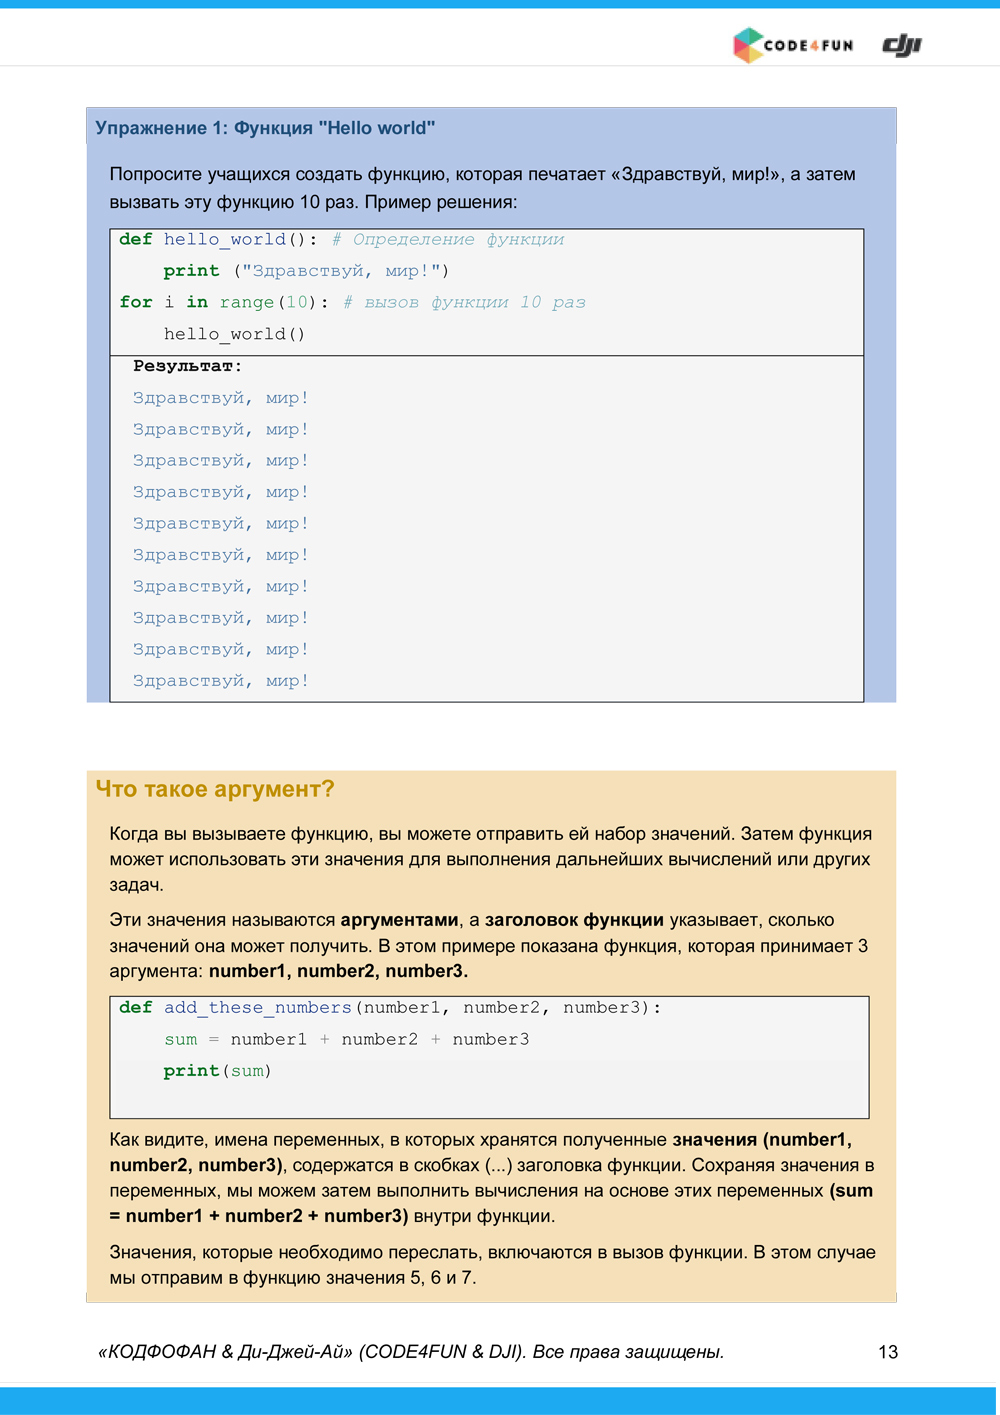 CODE4FUN dji
Упражнение 1: Функция "Hello world"
Попросите учащихся создать функцию, которая печатает «Здравствуй, мир!», а затем
вызвать эту функцию 10 раз. Пример решения:
def hello_world(): # Определение функции
    print ("Здравствуй, мир!")
for i in range(10): # вызов функции 10 раз
    hello_world()
Результат:
Здравствуй, мир!
Здравствуй, мир!
Здравствуй, мир!
Здравствуй, мир!
Здравствуй, мир!
Здравствуй, мир!
Здравствуй, мир!
Здравствуй, мир!
Здравствуй, мир!
Здравствуй, мир!
Что такое аргумент?
Когда вы вызываете функцию, вы можете отправить ей набор значений. Затем функция
может использовать эти значения для выполнения дальнейших вычислений или других
задач.
Эти значения называются аргументами, а заголовок функции указывает, сколько
значений она может получить. В этом примере показана функция, которая принимает 3
аргумента: number1, number2, number3.
def add_these_numbers(number1, number2, number3):
    sum = number1 + number2 + number3
    print(sum)
Как видите, имена переменных, в которых хранятся полученные значения (number1,
number2, number3), содержатся в скобках (...) заголовка функции. Сохраняя значения в
переменных, мы можем затем выполнить вычисления на основе этих переменных (sum
= number1 + number2 + number3) внутри функции.
Значения, которые необходимо переслать, включаются в вызов функции. В этом случае
мы отправим в функцию значения 5, 6 и 7.
«КОДФОФАН & Ди-Джей-Ай» (CODE4FUN & DJI). Все права защищены. 13